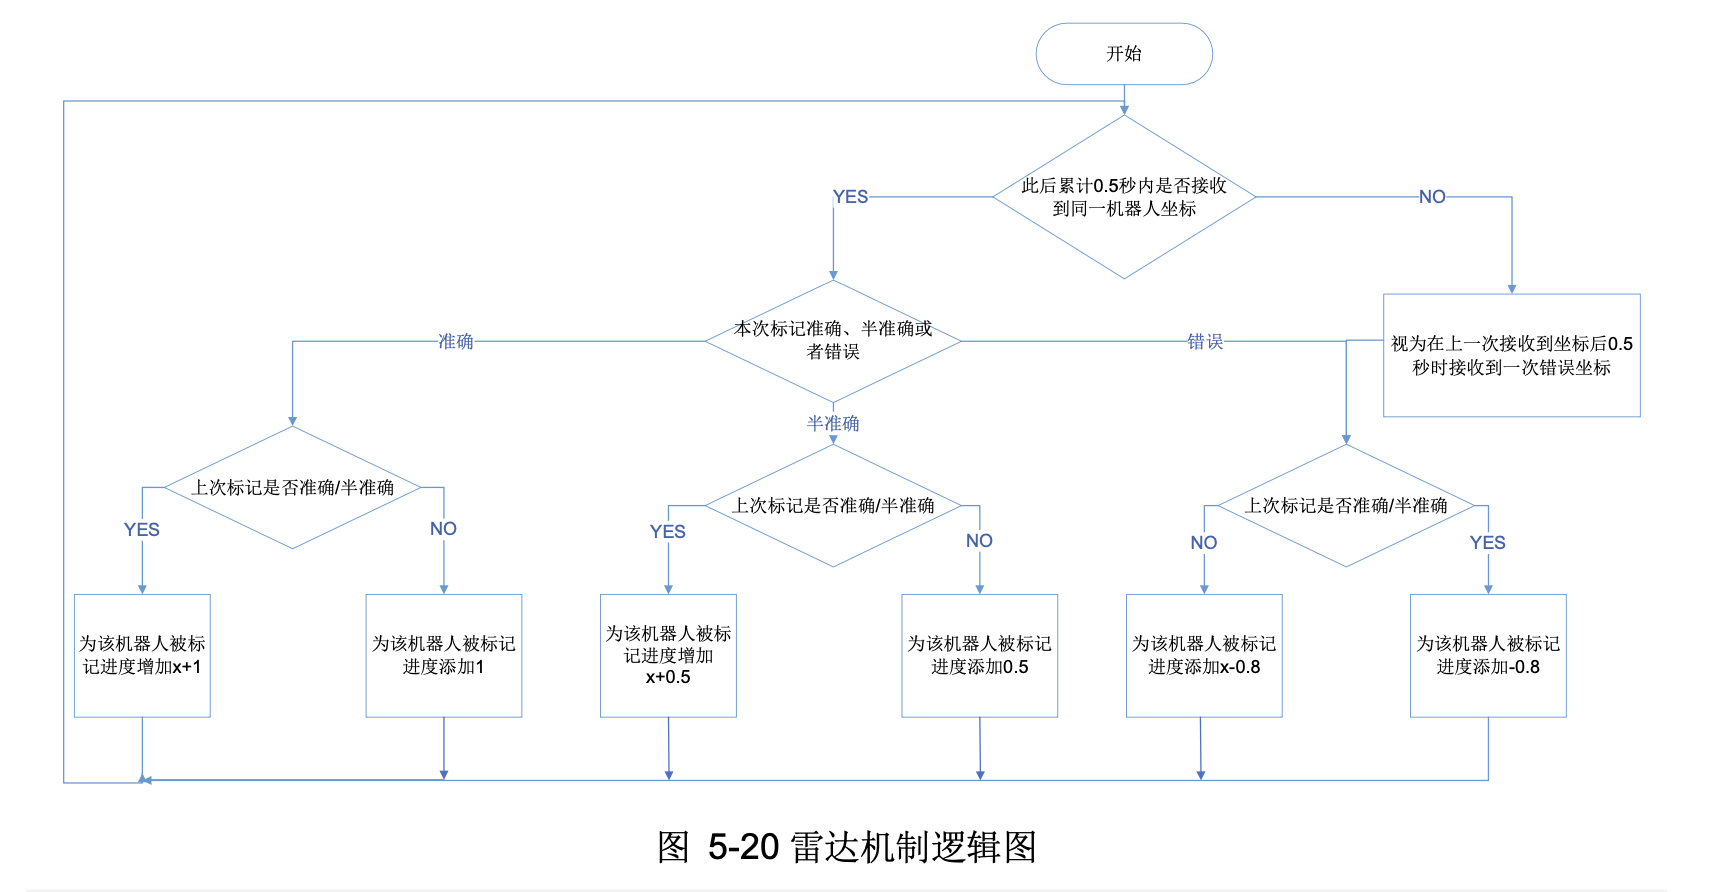 开始
此后累计0.5秒内是否接收
到同一机器人坐标
YES
NO
本次标记准确、半准确或
者错误
准确
错误
视为在上一次接收到坐标后0.5
秒时接收到一次错误坐标
半准确
上次标记是否准确/半准确
上次标记是否准确/半准确
上次标记是否准确/半准确
YES
NO
YES
NO
NO
YES
为该机器人被标
记进度增加x+1
为该机器人被标记
进度添加1
为该机器人被标
记进度增加
x+0.5
为该机器人被标记
进度添加0.5
为该机器人被标记
进度添加x-0.8
为该机器人被标记
进度添加-0.8
图 5-20 雷达机制逻辑图